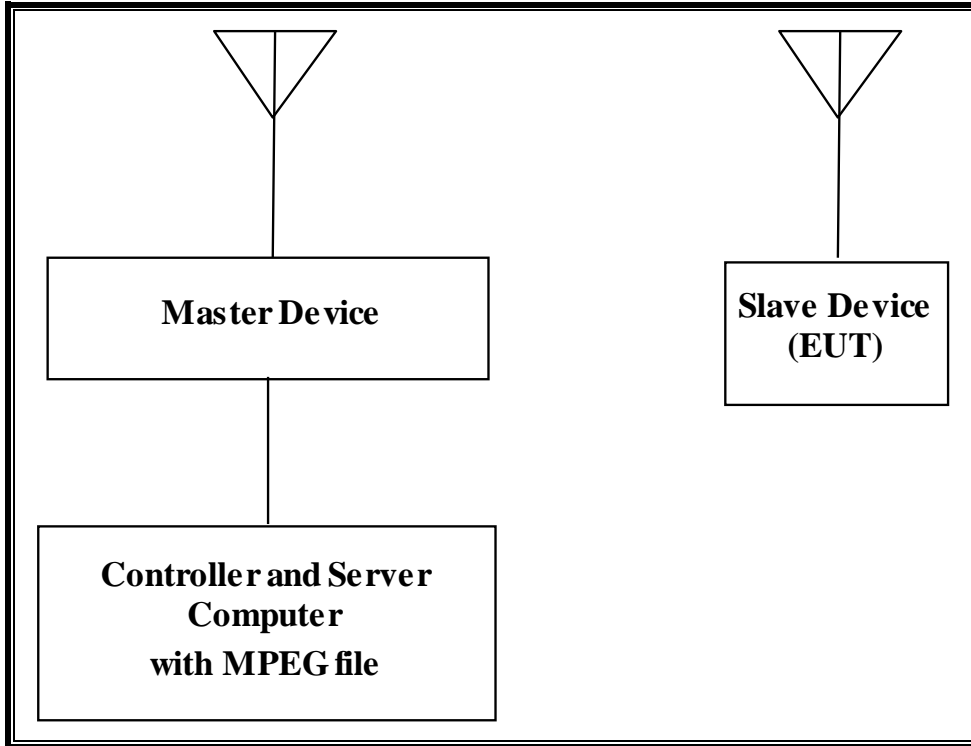 Master Device
Slave Device
(EUT)
Controller and Server
Computer
with MPEG file